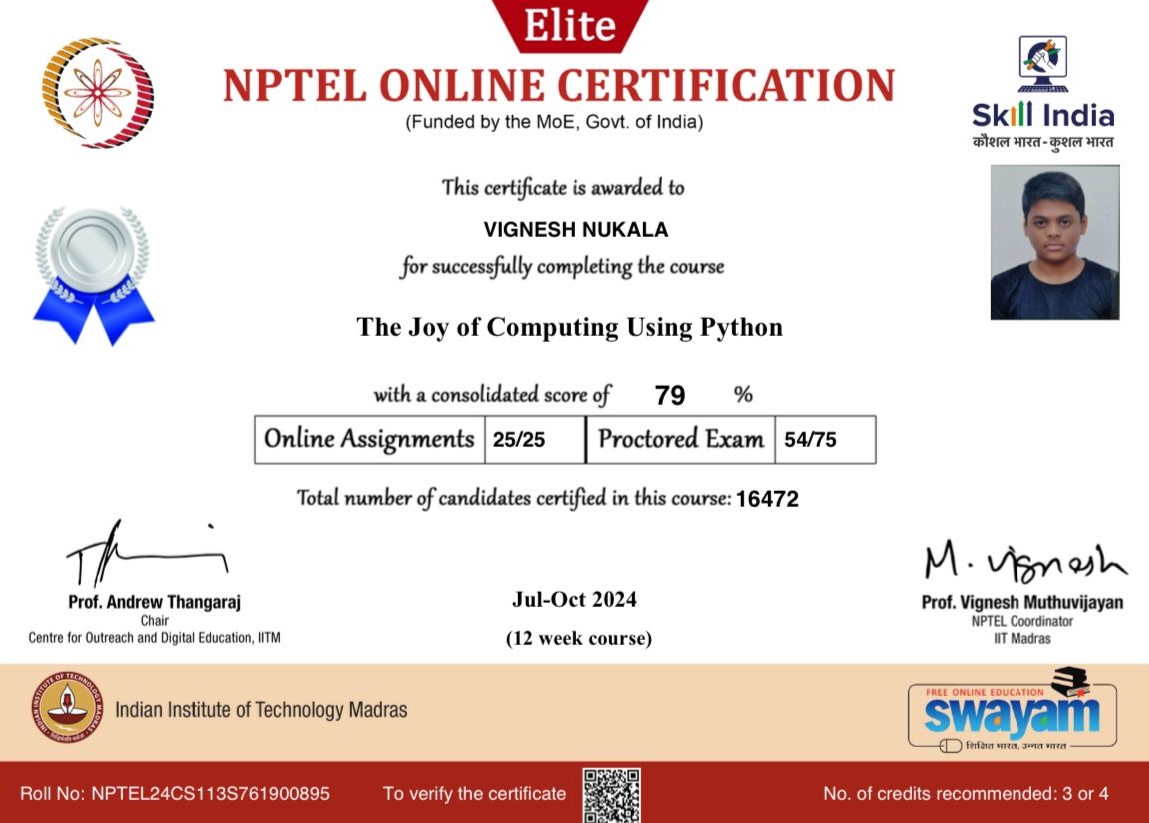 Elite
NPTEL ONLINE CERTIFICATION
(Funded by the MoE, Govt. of India)
Skill India
कौशल भारत - कुशल भारत
This certificate is awarded to
VIGNESH NUKALA
for successfully completing the course
The Joy of Computing Using Python
with a consolidated score of 79 %
Online Assignments 25/25 Proctored Exam 54/75
Total number of candidates certified in this course: 16472
M. Vignesh
Prof. Andrew Thangaraj
Chair
Centre for Outreach and Digital Education, IITM
Jul-Oct 2024
(12 week course)
Prof. Vignesh Muthuvijayan
NPTEL Coordinator
IIT Madras
INDIAN INSTITUTE OF TECHNOLOGY MADRAS
Indian Institute of Technology Madras
FREE ONLINE EDUCATION
swayam
शिक्षित भारत, उन्नत भारत
Roll No: NPTEL24CS113S761900895
To verify the certificate
No. of credits recommended: 3 or 4